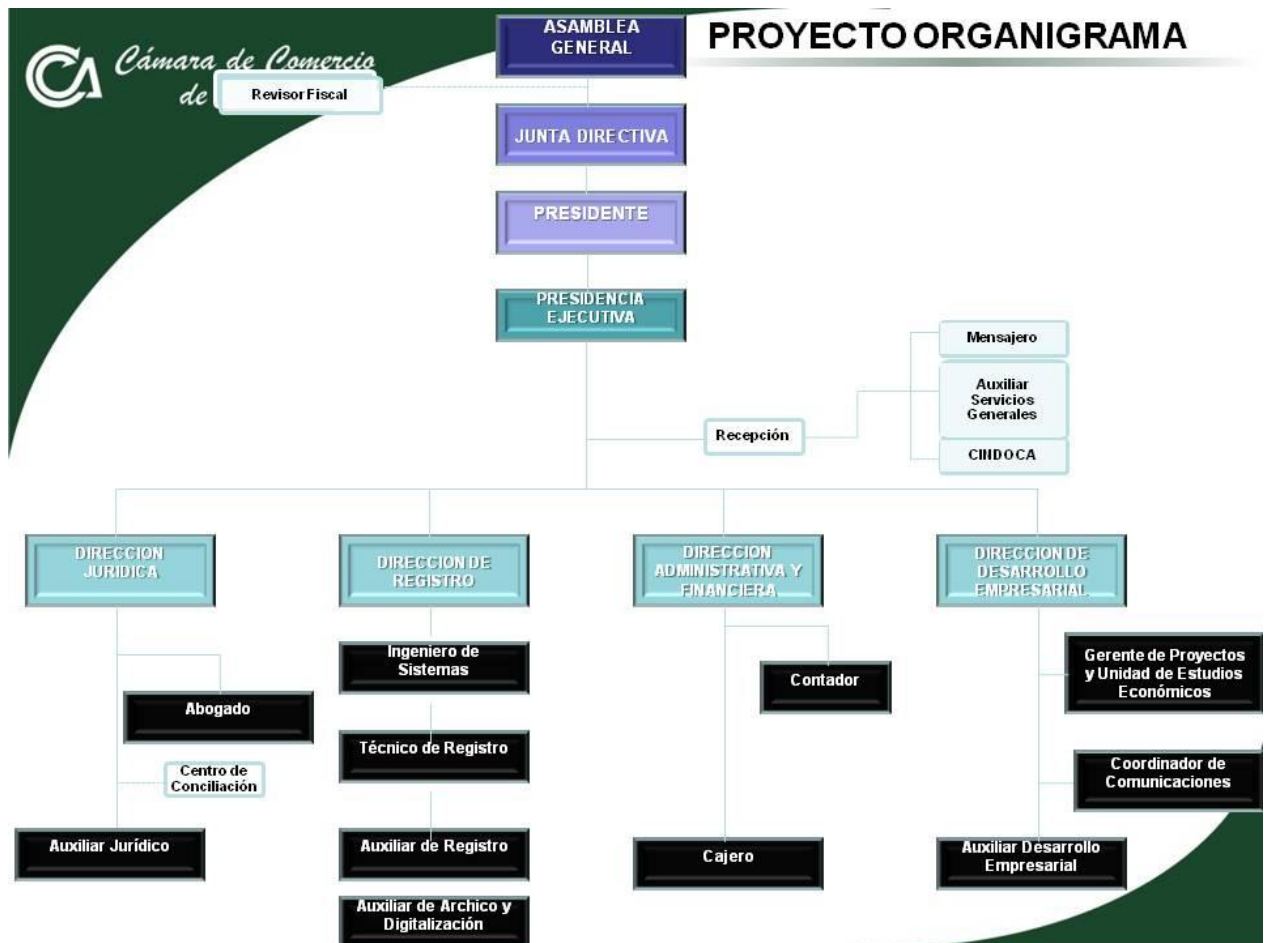 PROYECTO ORGANIGRAMA
Cámara de Comercio
de
ASAMBLEA
GENERAL
Revisor Fiscal
JUNTA DIRECTIVA
PRESIDENTE
PRESIDENCIA
EJECUTIVA
Mensajero
Auxiliar
Servicios
Generales
CINDOCA
Recepción
DIRECCION
JURIDICA
DIRECCION DE
REGISTRO
DIRECCION
ADMINISTRATIVA Y
FINANCIERA
DIRECCION DE
DESARROLLO
EMPRESARIAL
Abogado
Centro de
Conciliación
Auxiliar Jurídico
Ingeniero de
Sistemas
Técnico de Registro
Auxiliar de Registro
Auxiliar de Archico y
Digitalización
Contador
Cajero
Gerente de Proyectos
y Unidad de Estudios
Económicos
Coordinador de
Comunicaciones
Auxiliar Desarrollo
Empresarial